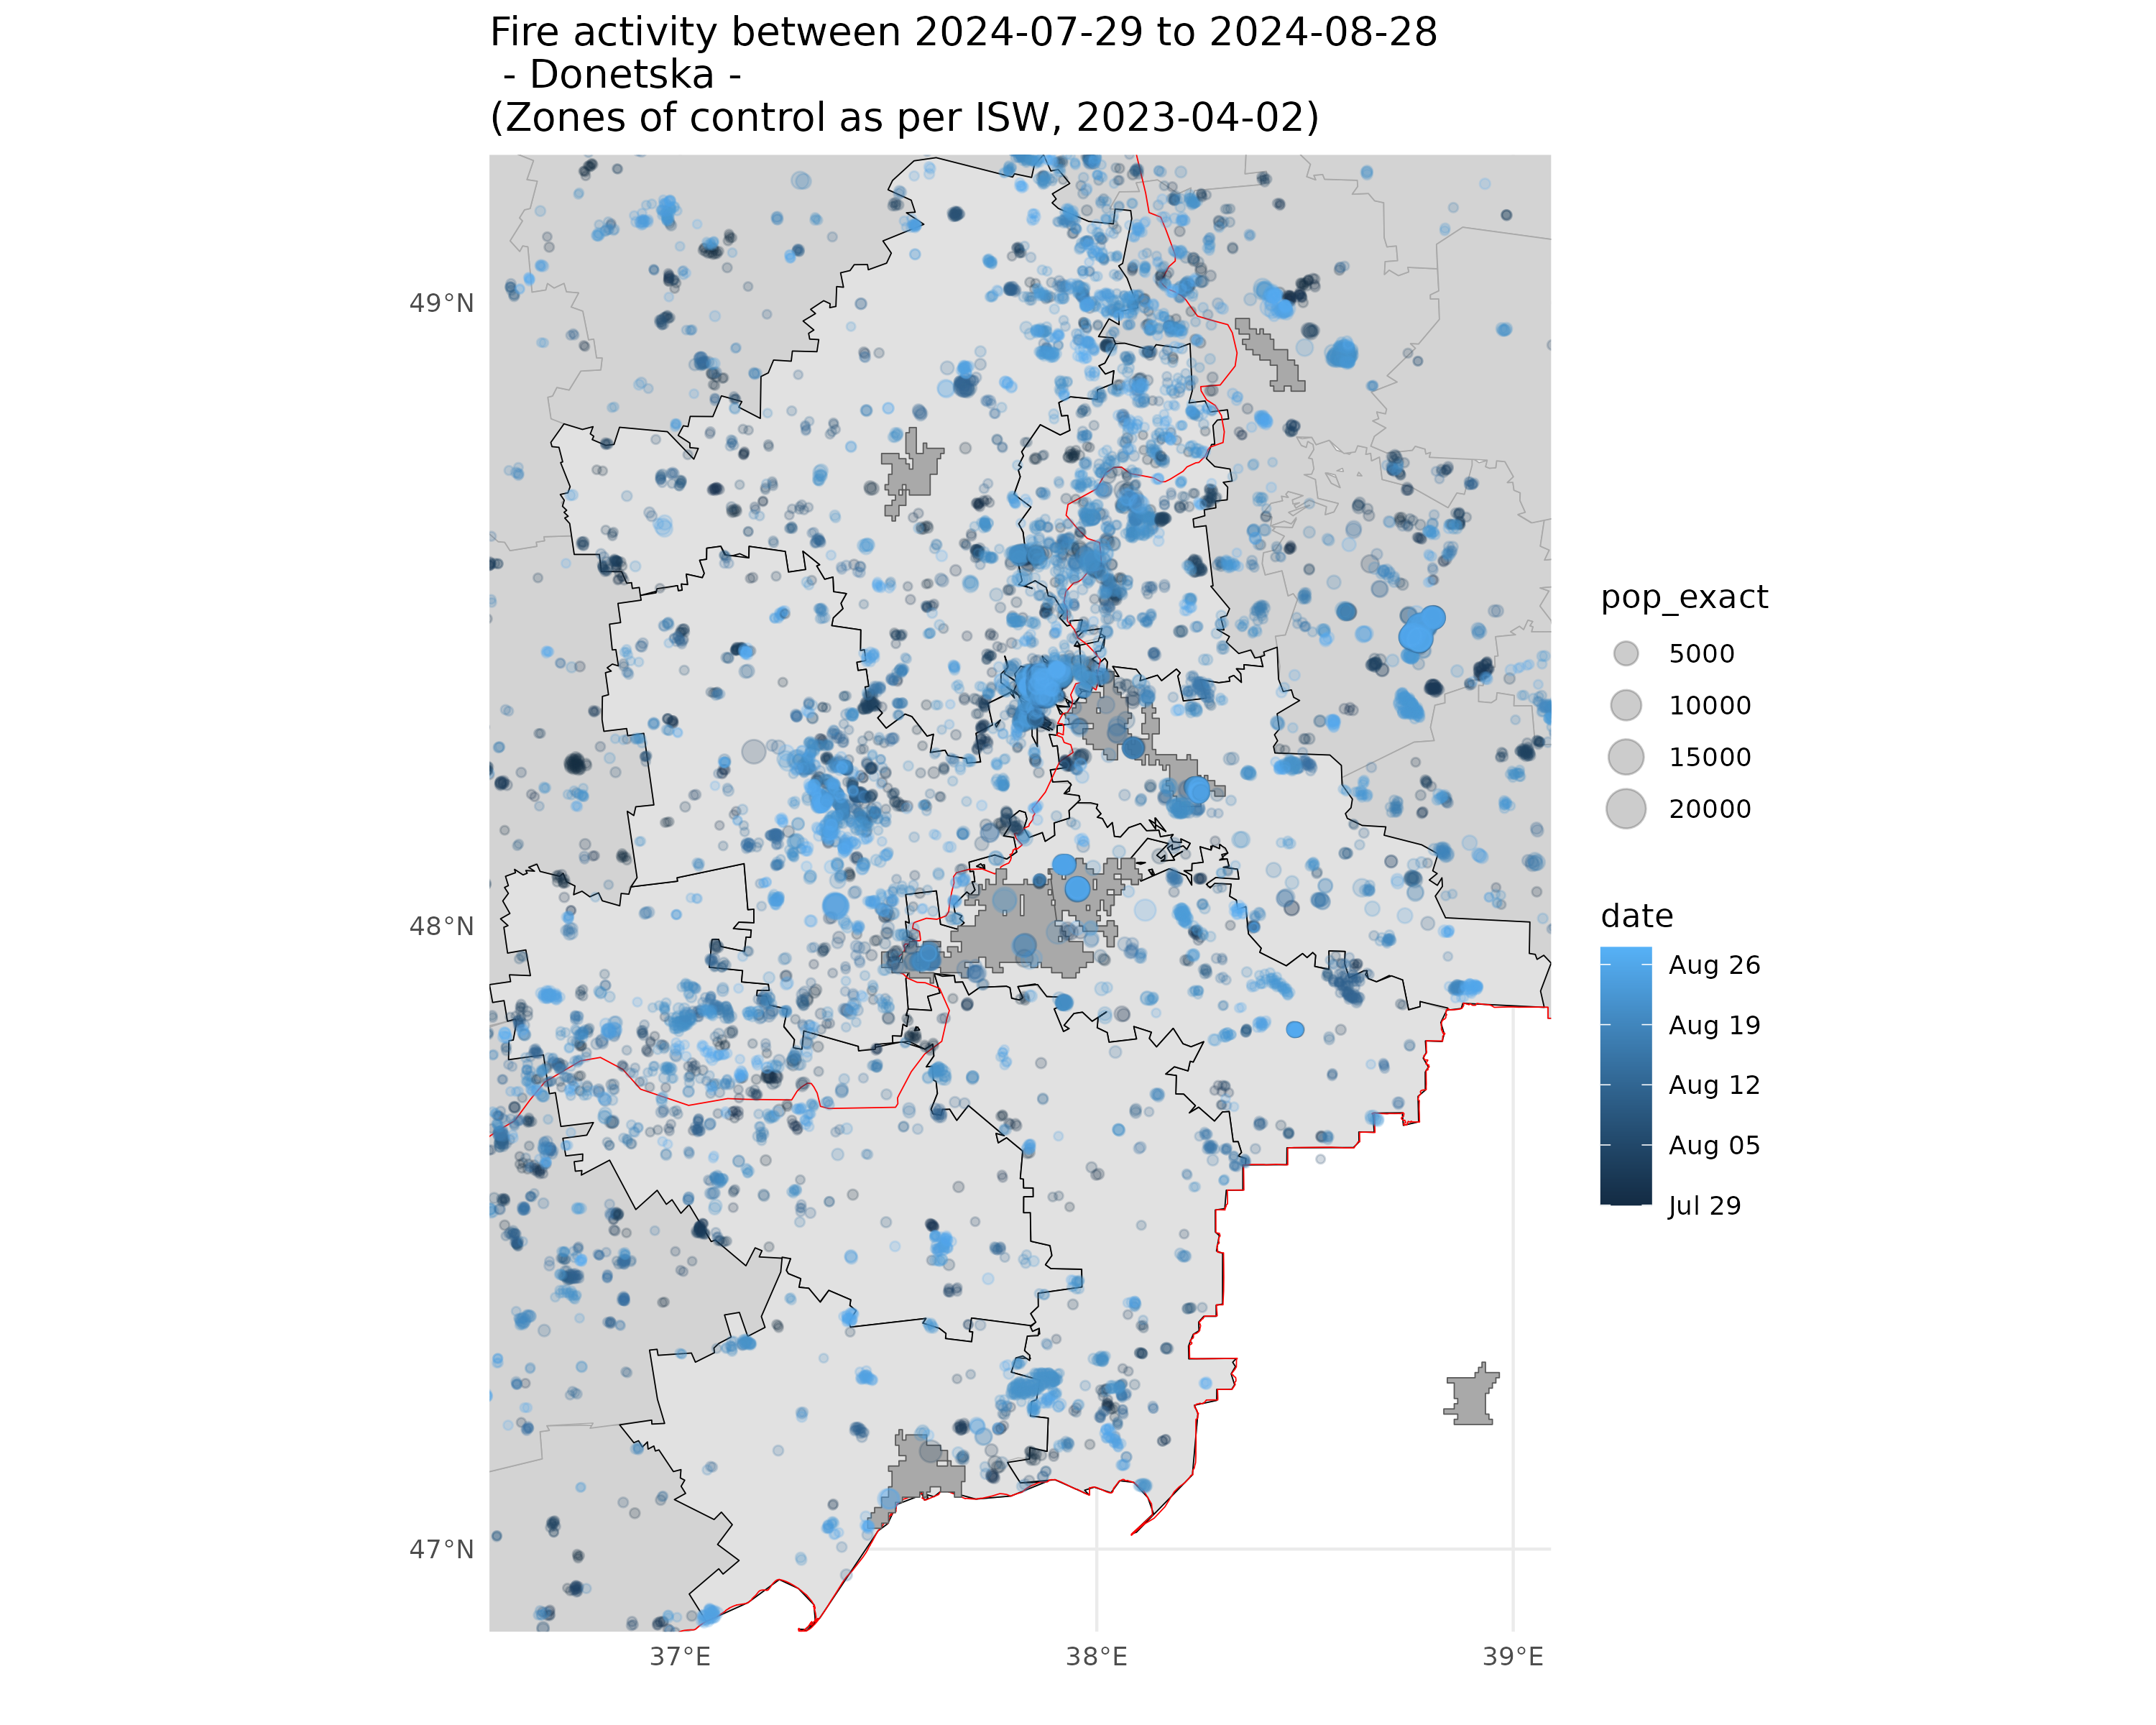 Fire activity between 2024-07-29 to 2024-08-28
- Donetska -
(Zones of control as per ISW, 2023-04-02)
49°N
48°N
47°N
37°E
38°E
39°E
pop_exact
5000
10000
15000
20000
date
Aug 26
Aug 19
Aug 12
Aug 05
Jul 29